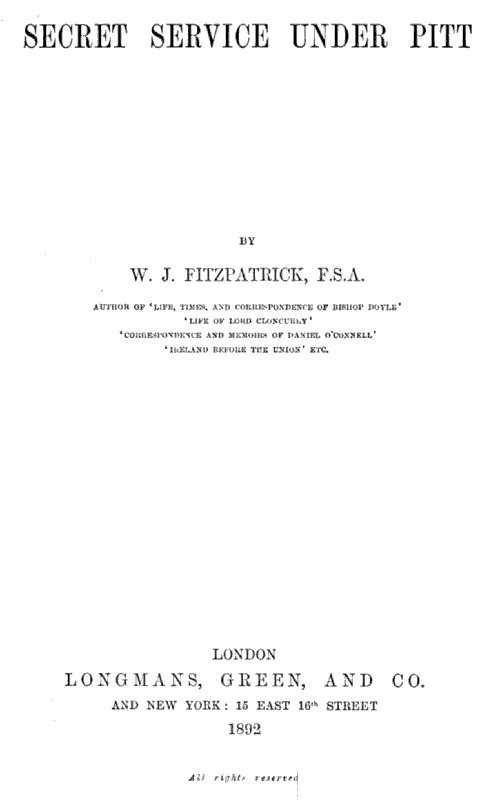 SECRET SERVICE UNDER PITT
BY
W. J. FITZPATRICK, F.S.A.
AUTHOR OF 'LIFE, TIMES, AND CORRESPONDENCE OF BISHOP DOYLE'
'LIFE OF LORD CLONCURRY'
'CORRESPONDENCE AND MEMOIRS OF DANIEL O'CONNELL'
'IRELAND BEFORE THE UNION' ETC.
LONDON
LONGMANS, GREEN, AND CO.
AND NEW YORK: 15 EAST 16th STREET
1892
All rights reserved